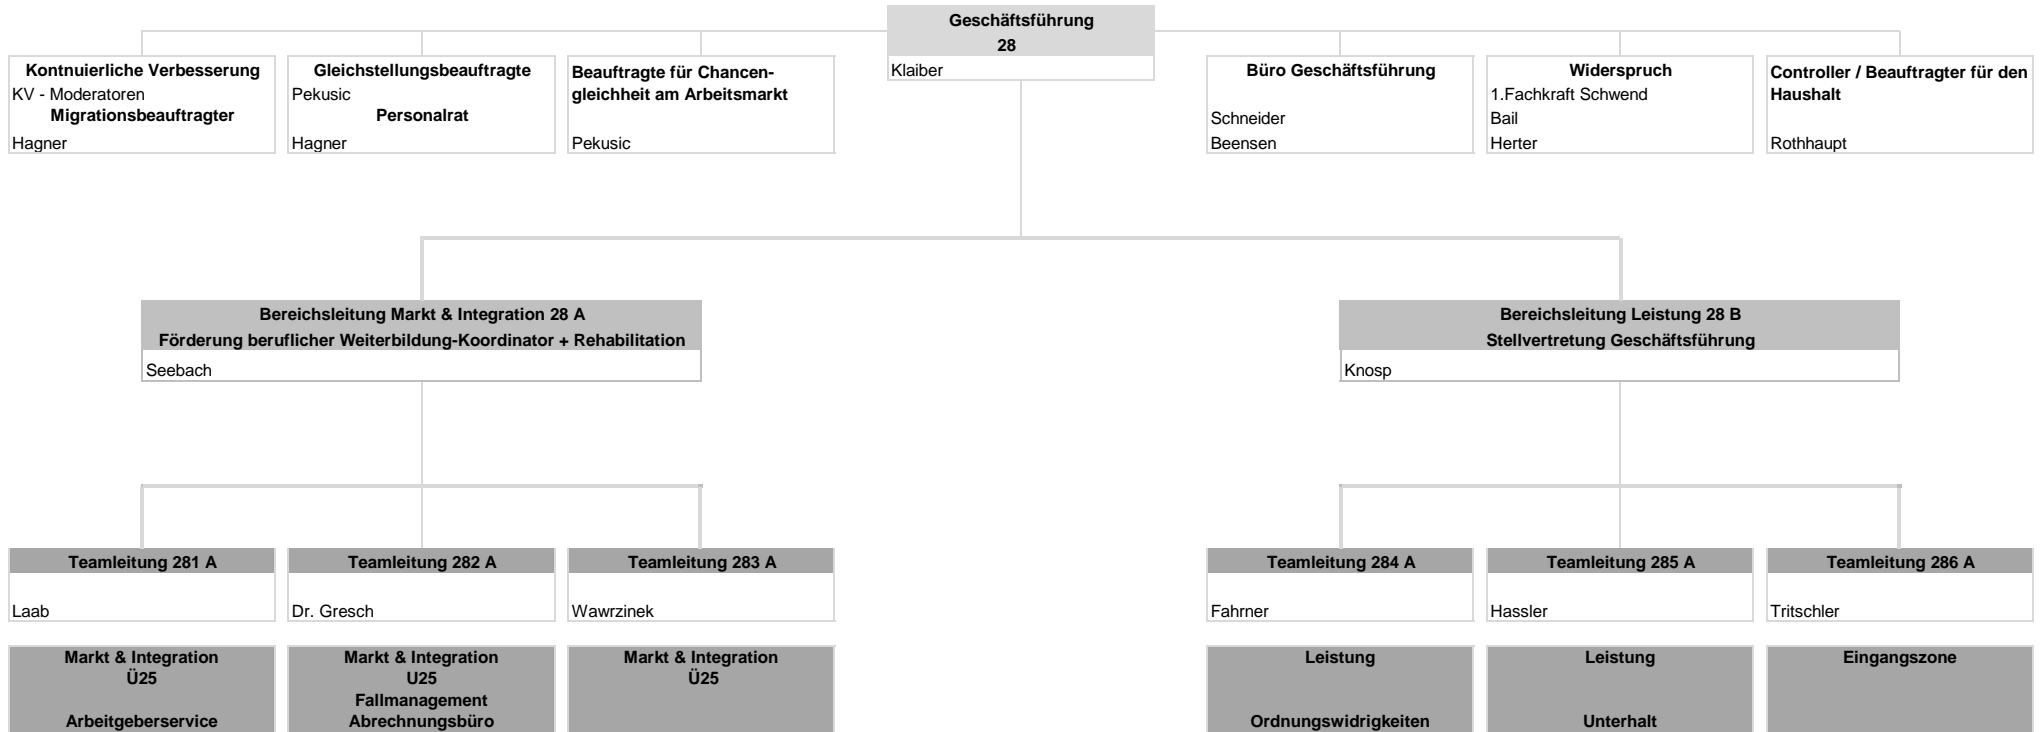 Geschäftsführung
28
Klaiber
Kontnuierliche Verbesserung
KV - Moderatoren
Migrationsbeauftragter
Hagner
Gleichstellungsbeauftragte
Pekusic
Personalrat
Hagner
Beauftragte für Chancen-
gleichheit am Arbeitsmarkt
Pekusic
Büro Geschäftsführung
Schneider
Beensen
Widerspruch
1.Fachkraft Schwend
Bail
Herter
Controller / Beauftragter für den
Haushalt
Rothhaupt
Bereichsleitung Markt & Integration 28 A
Förderung beruflicher Weiterbildung-Koordinator + Rehabilitation
Seebach
Bereichsleitung Leistung 28 B
Stellvertretung Geschäftsführung
Knosp
Teamleitung 281 A
Laab
Markt & Integration
Ü25
Arbeitgeberservice
Teamleitung 282 A
Dr. Gresch
Markt & Integration
U25
Fallmanagement
Abrechnungsbüro
Teamleitung 283 A
Wawrzinek
Markt & Integration
Ü25
Teamleitung 284 A
Fahrner
Leistung
Ordnungswidrigkeiten
Teamleitung 285 A
Hassler
Leistung
Unterhalt
Teamleitung 286 A
Tritschler
Eingangszone